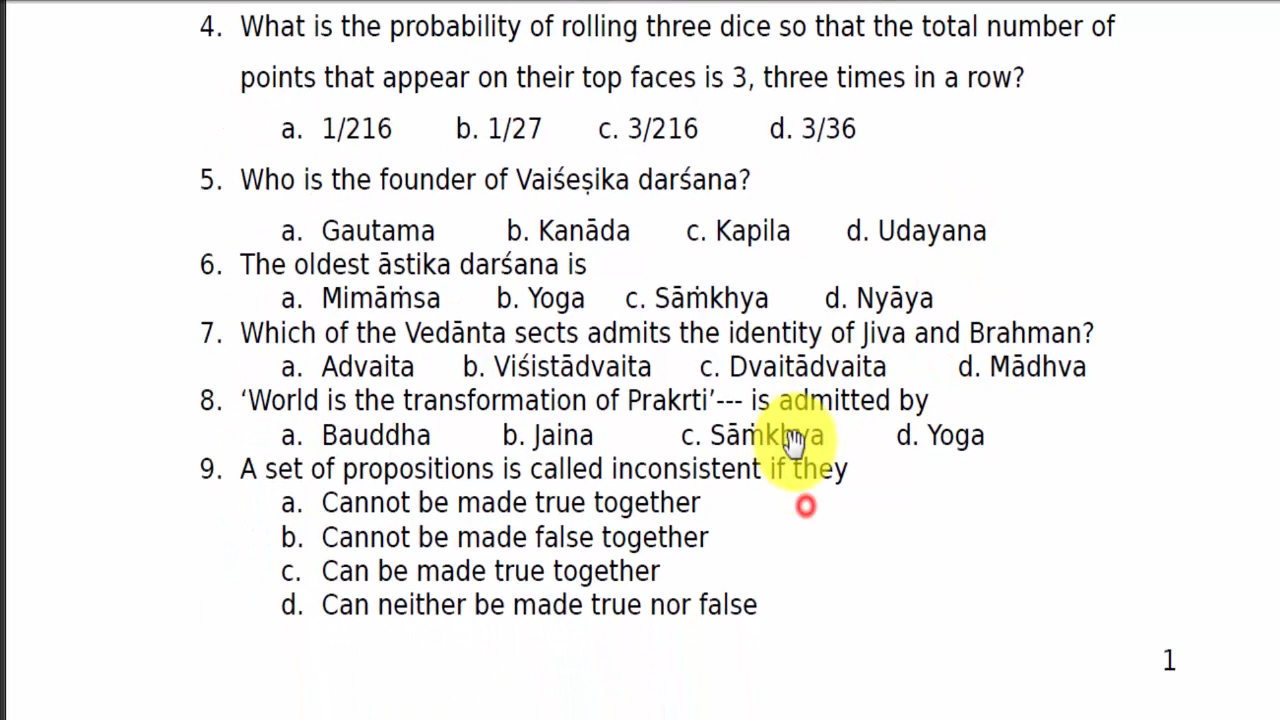 4. What is the probability of rolling three dice so that the total number of
points that appear on their top faces is 3, three times in a row?
a. 1/216 b. 1/27 c. 3/216 d. 3/36
5. Who is the founder of Vaiśeṣika darśana?
a. Gautama b. Kanāda c. Kapila d. Udayana
6. The oldest āstika darśana is
a. Mimāṁsa b. Yoga c. Sāṁkhya d. Nyāya
7. Which of the Vedānta sects admits the identity of Jiva and Brahman?
a. Advaita b. Viśistādvaita c. Dvaitādvaita d. Mādhva
8. ‘World is the transformation of Prakrti’--- is admitted by
a. Bauddha b. Jaina c. Sāṁkhya d. Yoga
9. A set of propositions is called inconsistent if they
a. Cannot be made true together
b. Cannot be made false together
c. Can be made true together
d. Can neither be made true nor false
1